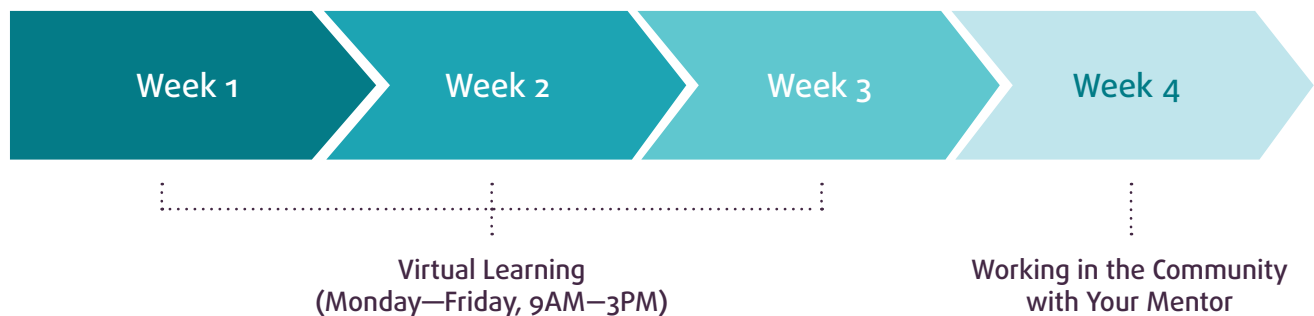 Week 1
Week 2
Week 3
Week 4
Virtual Learning
(Monday—Friday, 9AM—3PM)
Working in the Community
with Your Mentor